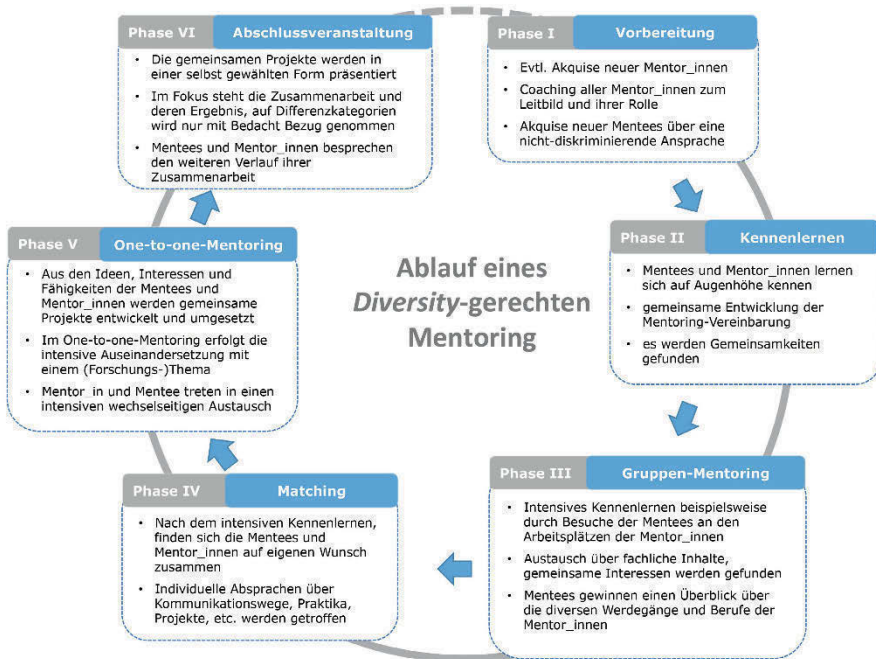 Phase I Vorbereitung
• Evtl. Akquise neuer Mentor_innen
• Coaching aller Mentor_innen zum
Leitbild und ihrer Rolle
• Akquise neuer Mentees über eine
nicht-diskriminierende Ansprache
Phase II Kennenlernen
• Mentees und Mentor_innen lernen
sich auf Augenhöhe kennen
• gemeinsame Entwicklung der
Mentoring-Vereinbarung
• es werden Gemeinsamkeiten
gefunden
Phase III Gruppen-Mentoring
• Intensives Kennenlernen beispielsweise
durch Besuche der Mentees an den
Arbeitsplätzen der Mentor_innen
• Austausch über fachliche Inhalte,
gemeinsame Interessen werden gefunden
• Mentees gewinnen einen Überblick über
die diversen Werdegänge und Berufe der
Mentor_innen
Phase IV Matching
• Nach dem intensiven Kennenlernen,
finden sich die Mentees und
Mentor_innen auf eigenen Wunsch
zusammen
• Individuelle Absprachen über
Kommunikationswege, Praktika,
Projekte, etc. werden getroffen
Phase V One-to-one-Mentoring
• Aus den Ideen, Interessen und
Fähigkeiten der Mentees und
Mentor_innen werden gemeinsame
Projekte entwickelt und umgesetzt
• Im One-to-one-Mentoring erfolgt die
intensive Auseinandersetzung mit
einem (Forschungs-)Thema
• Mentor_in und Mentee treten in einen
intensiven wechselseitigen Austausch
Phase VI Abschlussveranstaltung
• Die gemeinsamen Projekte werden in
einer selbst gewählten Form präsentiert
• Im Fokus steht die Zusammenarbeit und
deren Ergebnis, auf Differenzkategorien
wird nur mit Bedacht Bezug genommen
• Mentees und Mentor_innen besprechen
den weiteren Verlauf ihrer
Zusammenarbeit
Ablauf eines
Diversity-gerechten
Mentoring